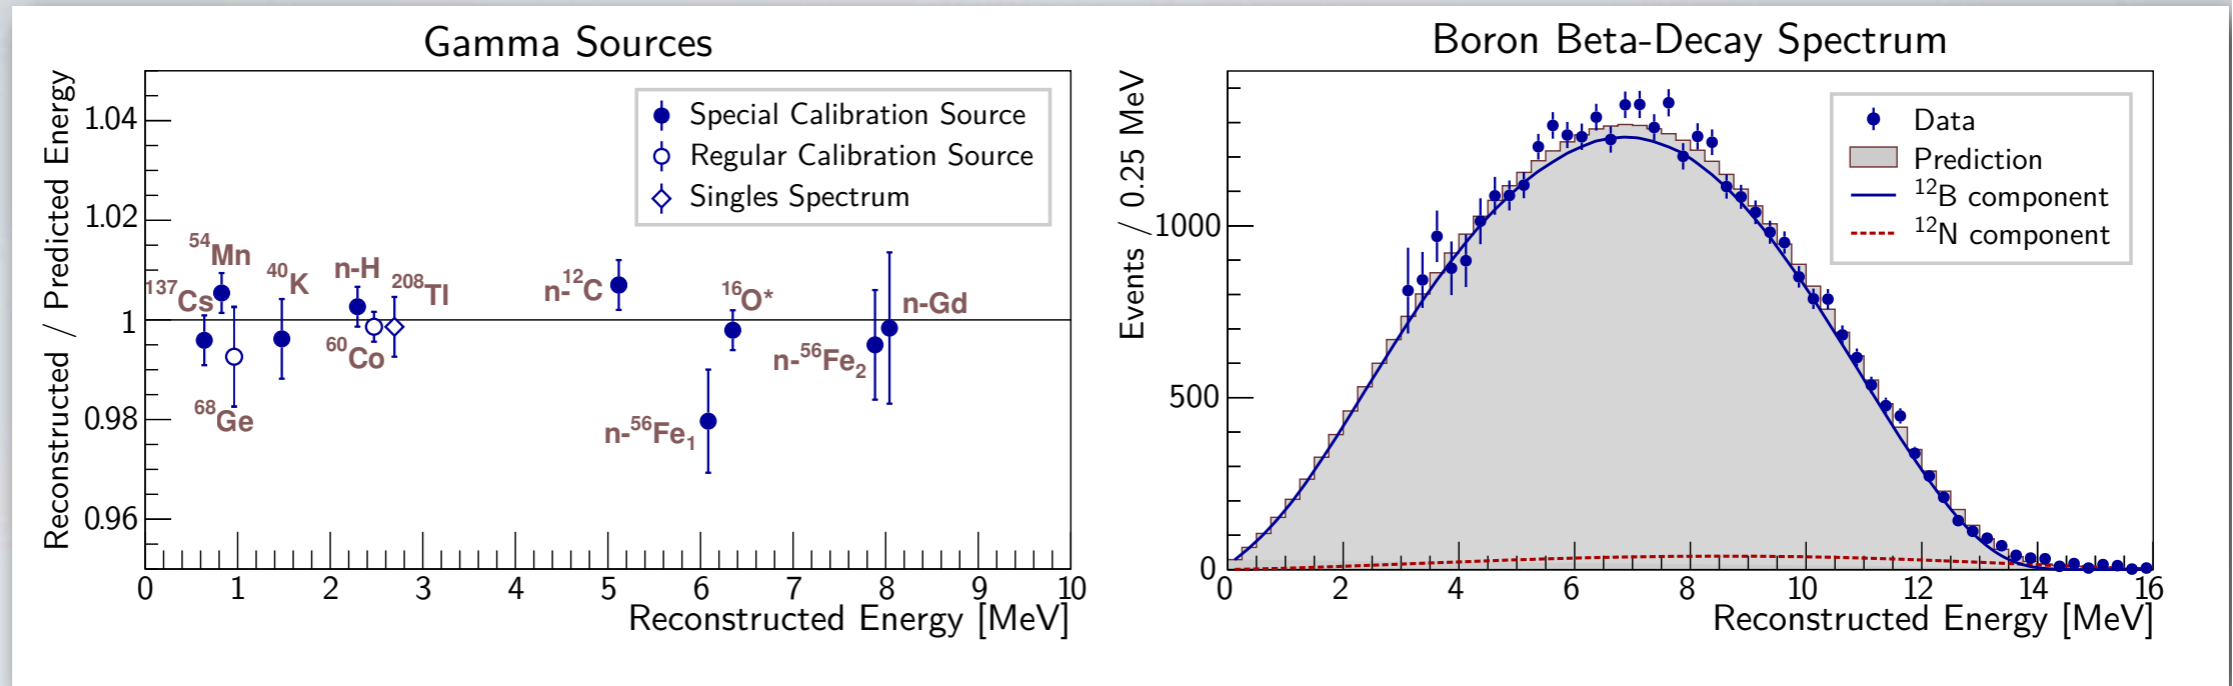 Gamma Sources
Reconstructed / Predicted Energy
1.04
1.02
1
0.98
0.96
Special Calibration Source
Regular Calibration Source
Singles Spectrum
⁵⁴Mn
¹³⁷Cs
⁶⁸Ge
⁴⁰K
n-H
²⁰⁸Tl
⁶⁰Co
n-¹²C
¹⁶O*
n-⁵⁶Fe₁
n-⁵⁶Fe₂
n-Gd
0 1 2 3 4 5 6 7 8 9 10
Reconstructed Energy [MeV]
Boron Beta-Decay Spectrum
Events / 0.25 MeV
1000
500
0
Data
Prediction
¹²B component
¹²N component
0 2 4 6 8 10 12 14 16
Reconstructed Energy [MeV]